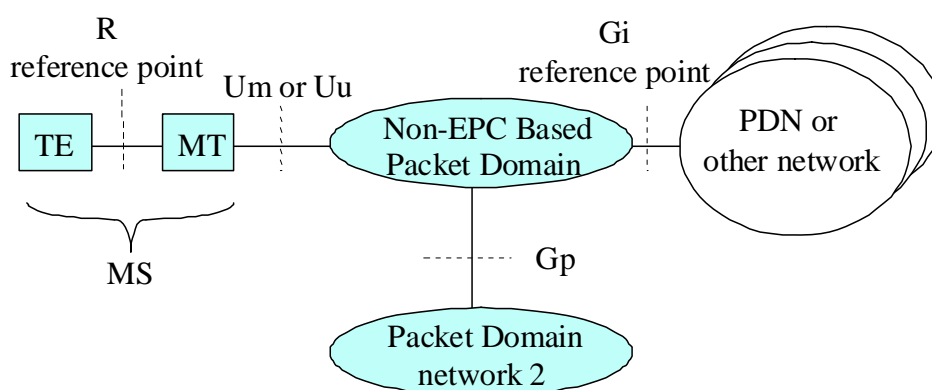 R
reference point
Um or Uu
Gi
reference point
TE
MT
Non-EPC Based
Packet Domain
PDN or
other network
MS
Gp
Packet Domain
network 2